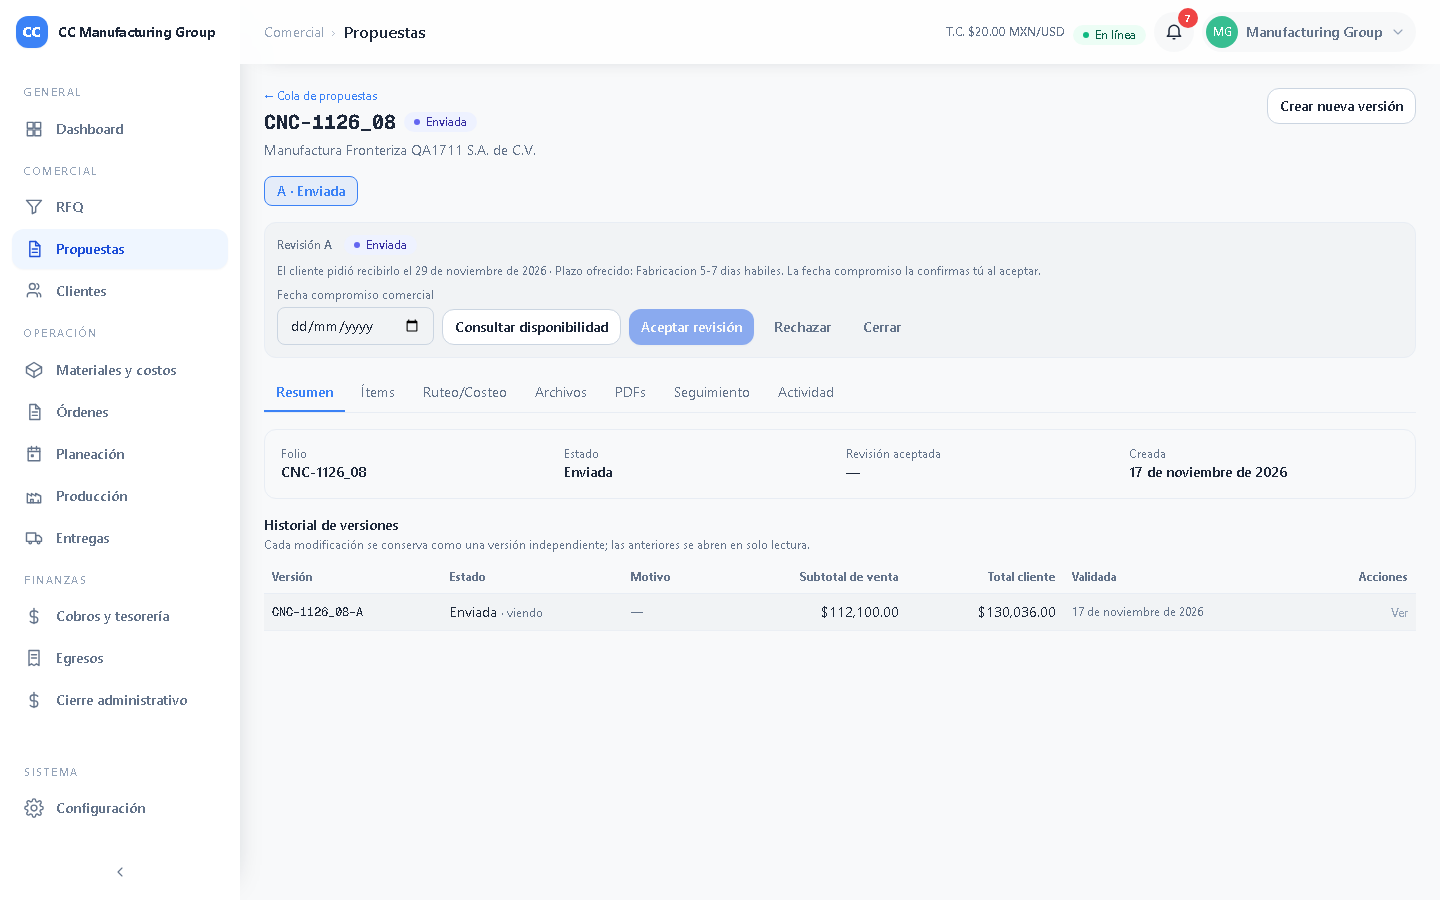 CC CC Manufacturing Group
Comercial › Propuestas
T.C. $20.00 MXN/USD
En línea
7
MG Manufacturing Group
GENERAL
Dashboard
COMERCIAL
RFQ
Propuestas
Clientes
OPERACIÓN
Materiales y costos
Órdenes
Planeación
Producción
Entregas
FINANZAS
Cobros y tesorería
Egresos
Cierre administrativo
SISTEMA
Configuración
← Cola de propuestas
CNC-1126_08 Enviada
Manufactura Fronteriza QA1711 S.A. de C.V.
Crear nueva versión
A · Enviada
Revisión A Enviada
El cliente pidió recibirlo el 29 de noviembre de 2026 · Plazo ofrecido: Fabricacion 5-7 dias habiles. La fecha compromiso la confirmas tú al aceptar.
Fecha compromiso comercial
dd/mm/yyyy Consultar disponibilidad Aceptar revisión Rechazar Cerrar
Resumen Ítems Ruteo/Costeo Archivos PDFs Seguimiento Actividad
Folio Estado Revisión aceptada Creada
CNC-1126_08 Enviada — 17 de noviembre de 2026
Historial de versiones
Cada modificación se conserva como una versión independiente; las anteriores se abren en solo lectura.
Versión Estado Motivo Subtotal de venta Total cliente Validada Acciones
CNC-1126_08-A Enviada · viendo — $112,100.00 $130,036.00 17 de noviembre de 2026 Ver